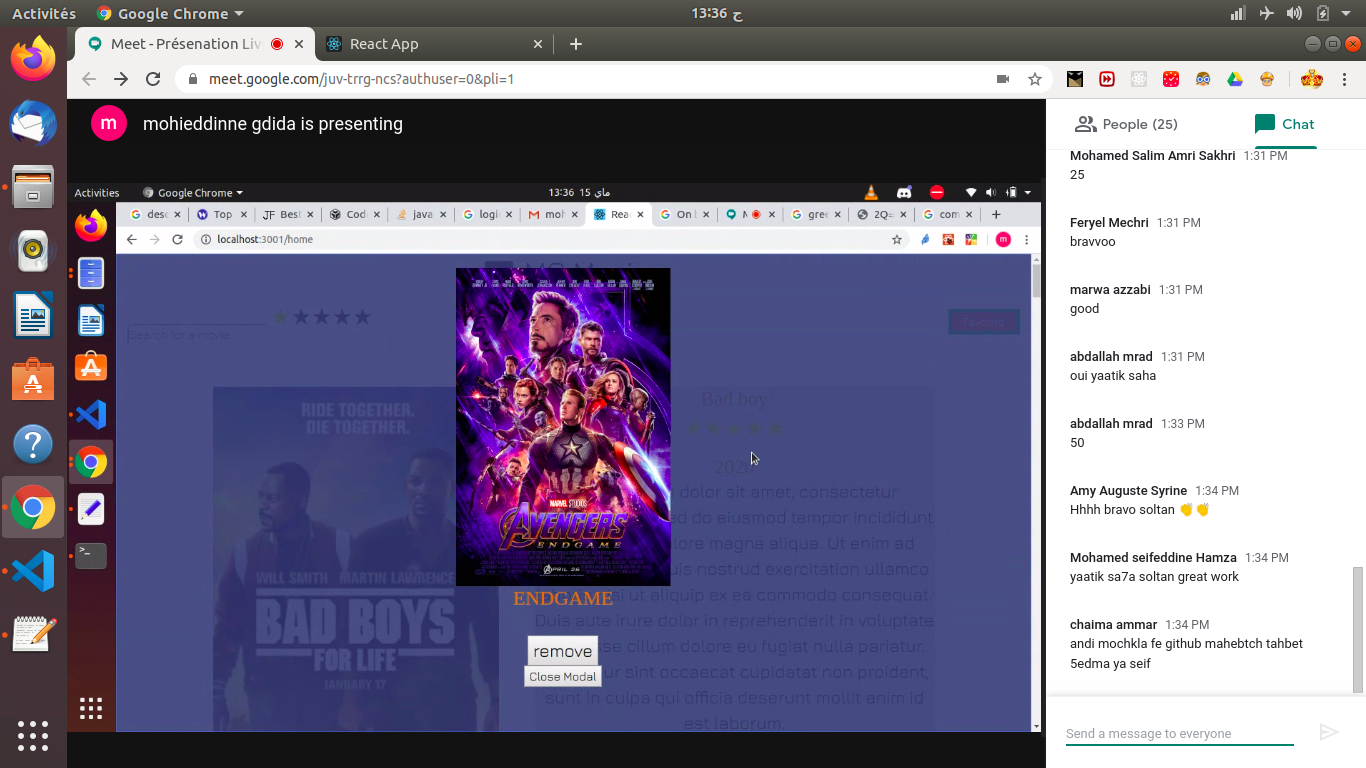 Activités
Google Chrome
13:36 ج
Meet - Présenation Liv
React App
meet.google.com/juv-trrg-ncs?authuser=0&pli=1
m
mohieddinne gdida is presenting
Activities
Google Chrome
13:36 15 ماي
desc
Top
JF Best
Cod
java
logi
moh
Rea
On l
M
gree
2Q=
com
localhost:3001/home
m
Search for a movie
RIDE TOGETHER.
DIE TOGETHER.
WILL SMITH MARTIN LAWRENCE
BAD BOYS
FOR LIFE
JANUARY 17
Bad boy
2020
dolor sit amet, consectetur
ed do eiusmod tempor incididunt
lore magna aliqua. Ut enim ad
uis nostrud exercitation ullamco
si ut aliquip ex ea commodo consequat.
Duis aute irure dolor in reprehenderit in voluptate
se cillum dolore eu fugiat nulla pariatur.
ur sint occaecat cupidatat non proident,
sunt in culpa qui officia deserunt mollit anim id
est laborum.
MARVEL STUDIOS
AVENGERS
ENDGAME
APRIL 26
ENDGAME
remove
Close Modal
People (25)
Chat
Mohamed Salim Amri Sakhri 1:31 PM
25
Feryel Mechri 1:31 PM
bravvoo
marwa azzabi 1:31 PM
good
abdallah mrad 1:31 PM
oui yaatik saha
abdallah mrad 1:33 PM
50
Amy Auguste Syrine 1:34 PM
Hhhh bravo soltan 👏👏
Mohamed seifeddine Hamza 1:34 PM
yaatik sa7a soltan great work
chaima ammar 1:34 PM
andi mochkla fe github mahebtch tahbet
5edma ya seif
Send a message to everyone